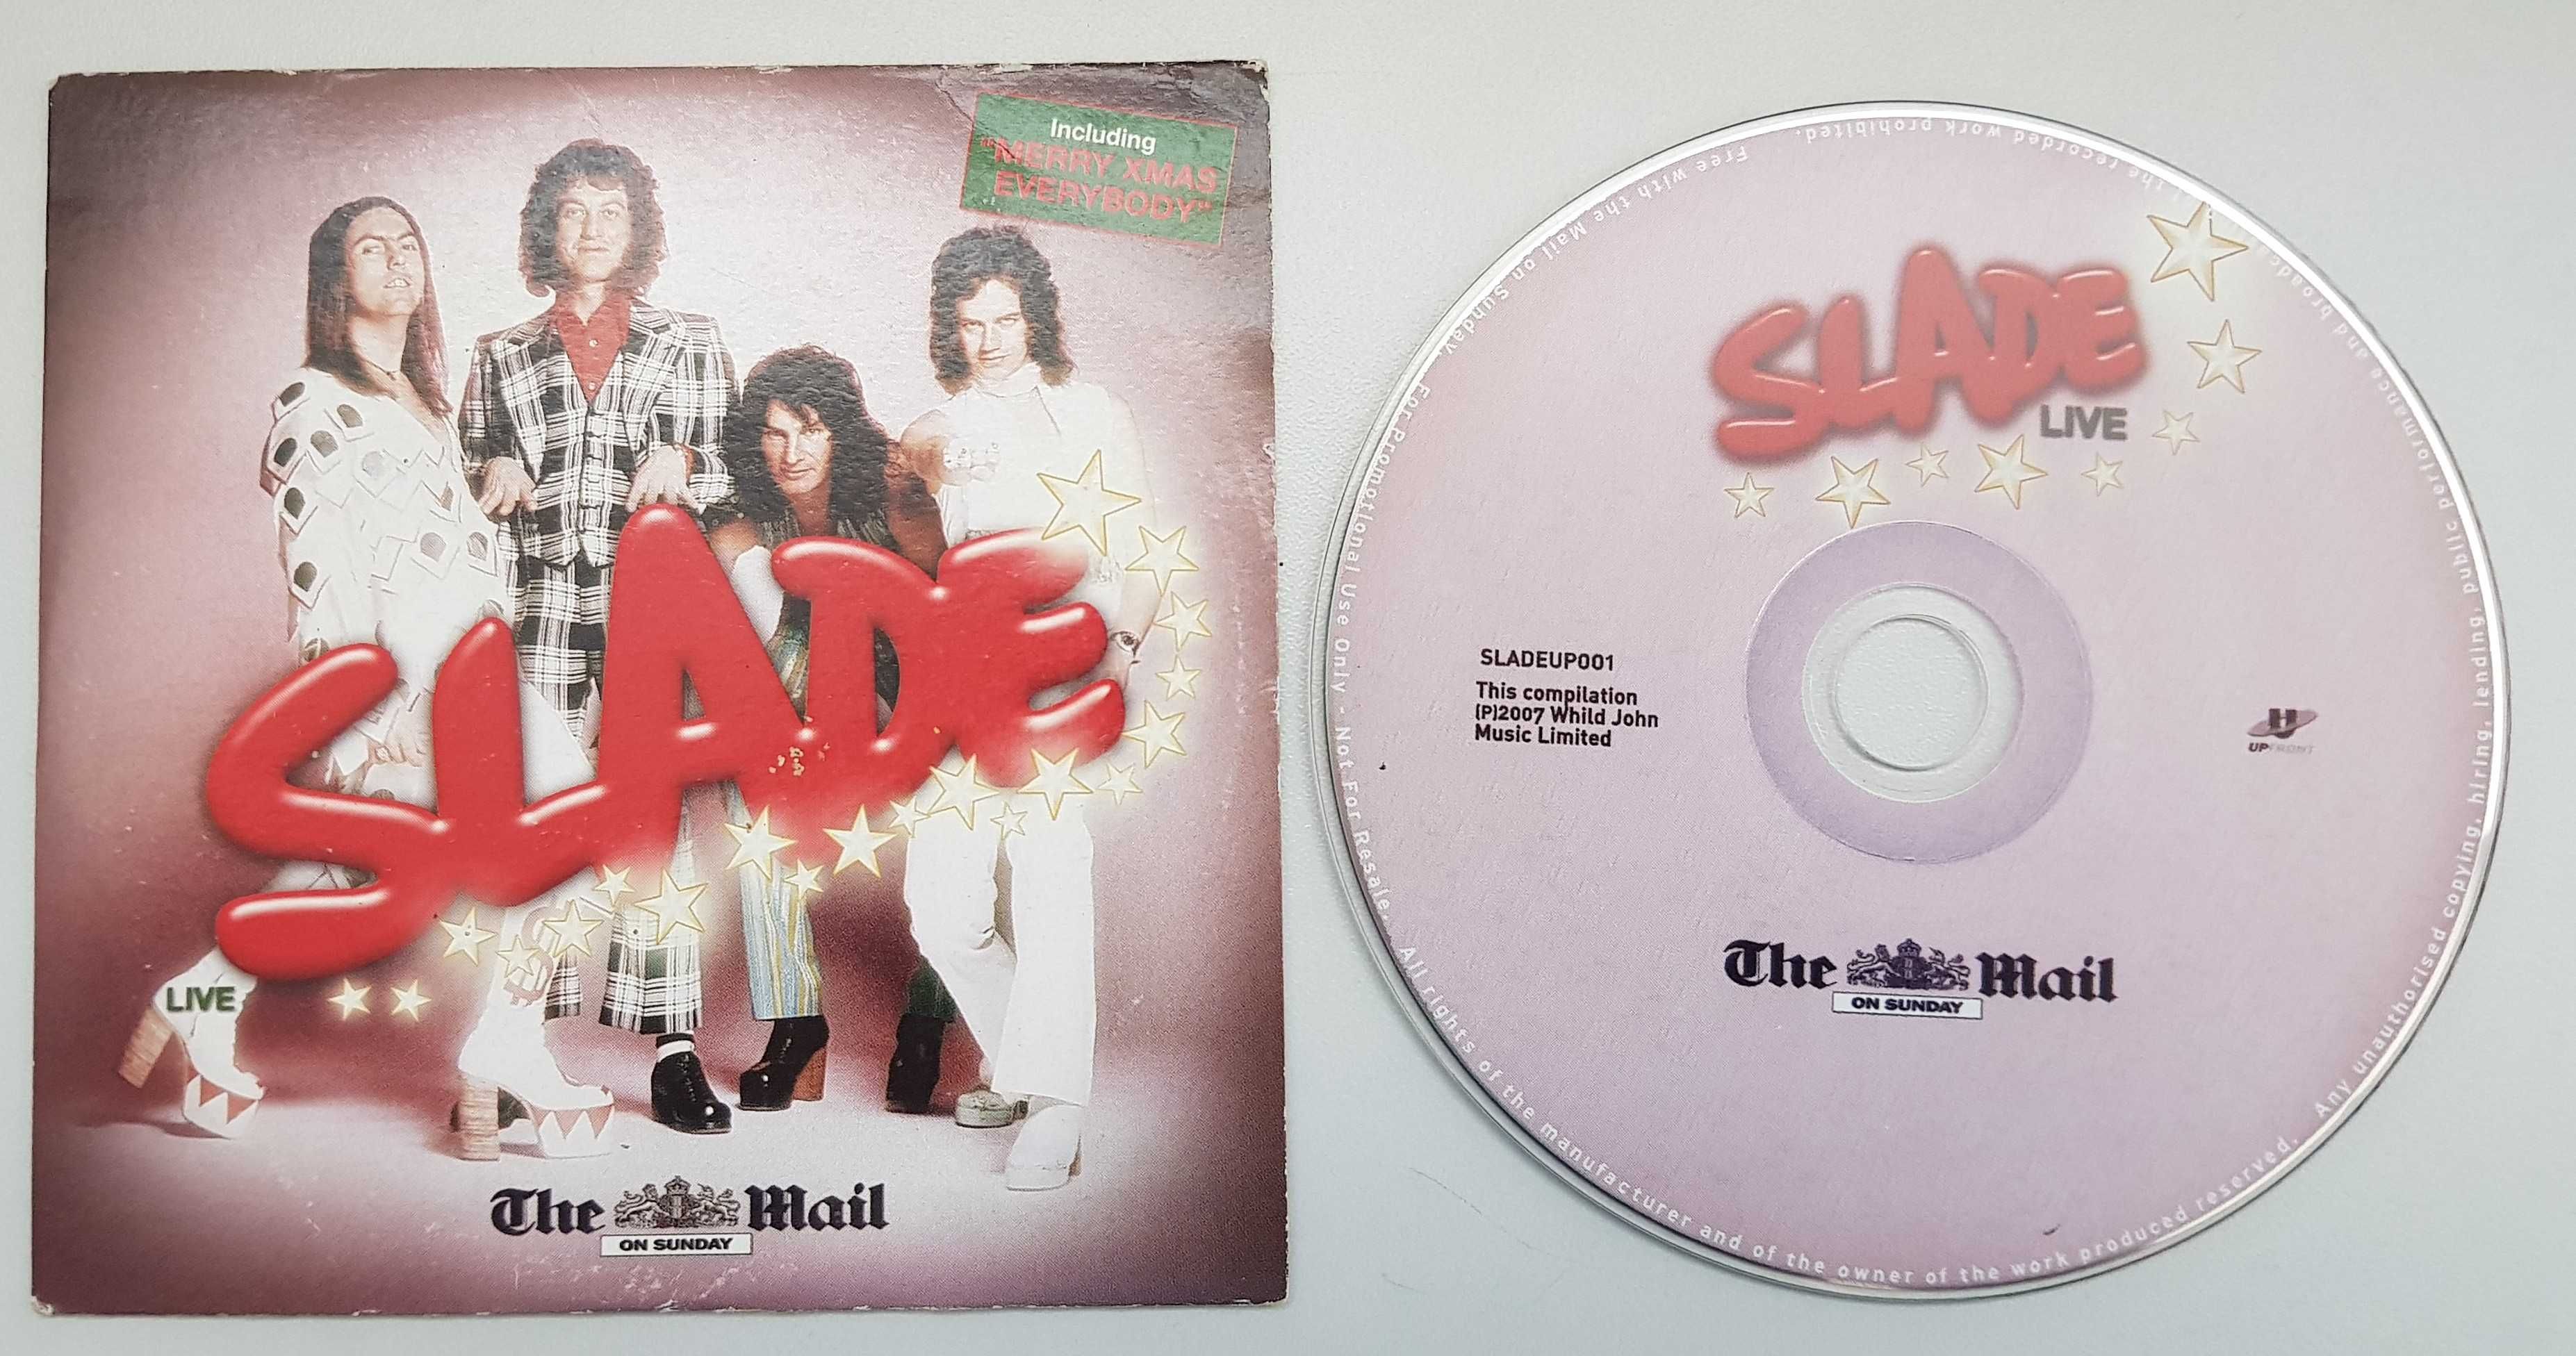 Including
"MERRY XMAS
EVERYBODY"
SLADE
LIVE
The Mail
ON SUNDAY
SLADE
LIVE
SLADEUP001
This compilation
(P)2007 Whild John
Music Limited
UPFRONT
The Mail
ON SUNDAY
Free with the Mail on Sunday. For Promotional Use Only - Not For Resale. All rights of the manufacturer and of the owner of the work produced reserved. Any unauthorised copying, hiring, lending, public performance and broadcasting of the recorded work prohibited.